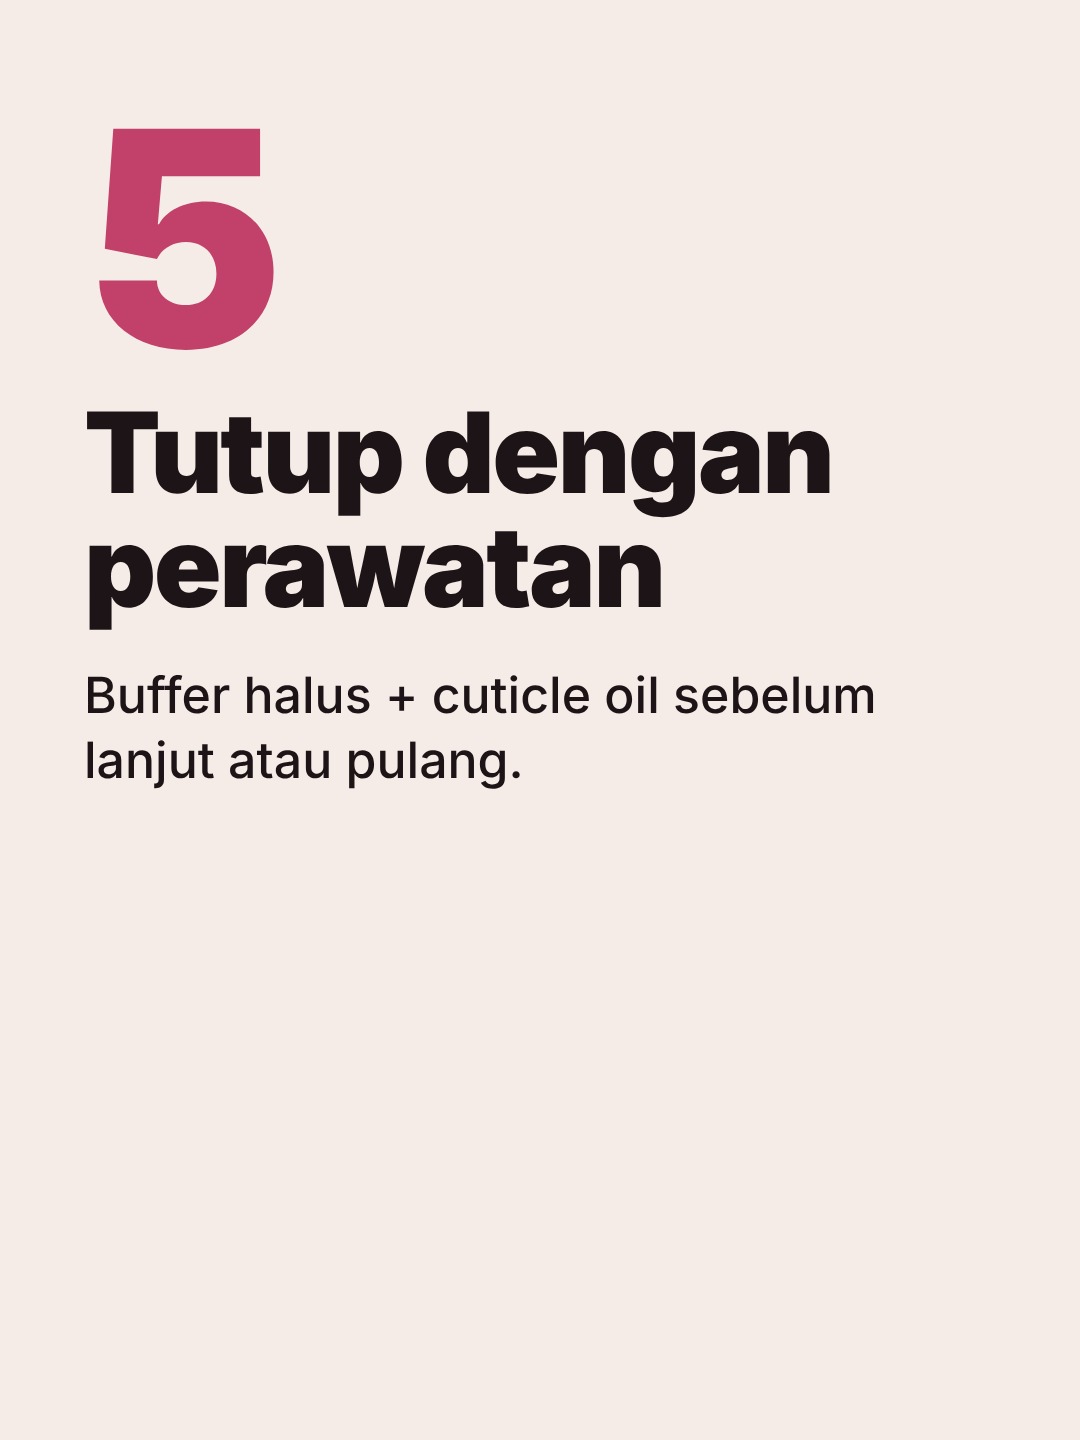 5
Tutup dengan
perawatan
Buffer halus + cuticle oil sebelum
lanjut atau pulang.